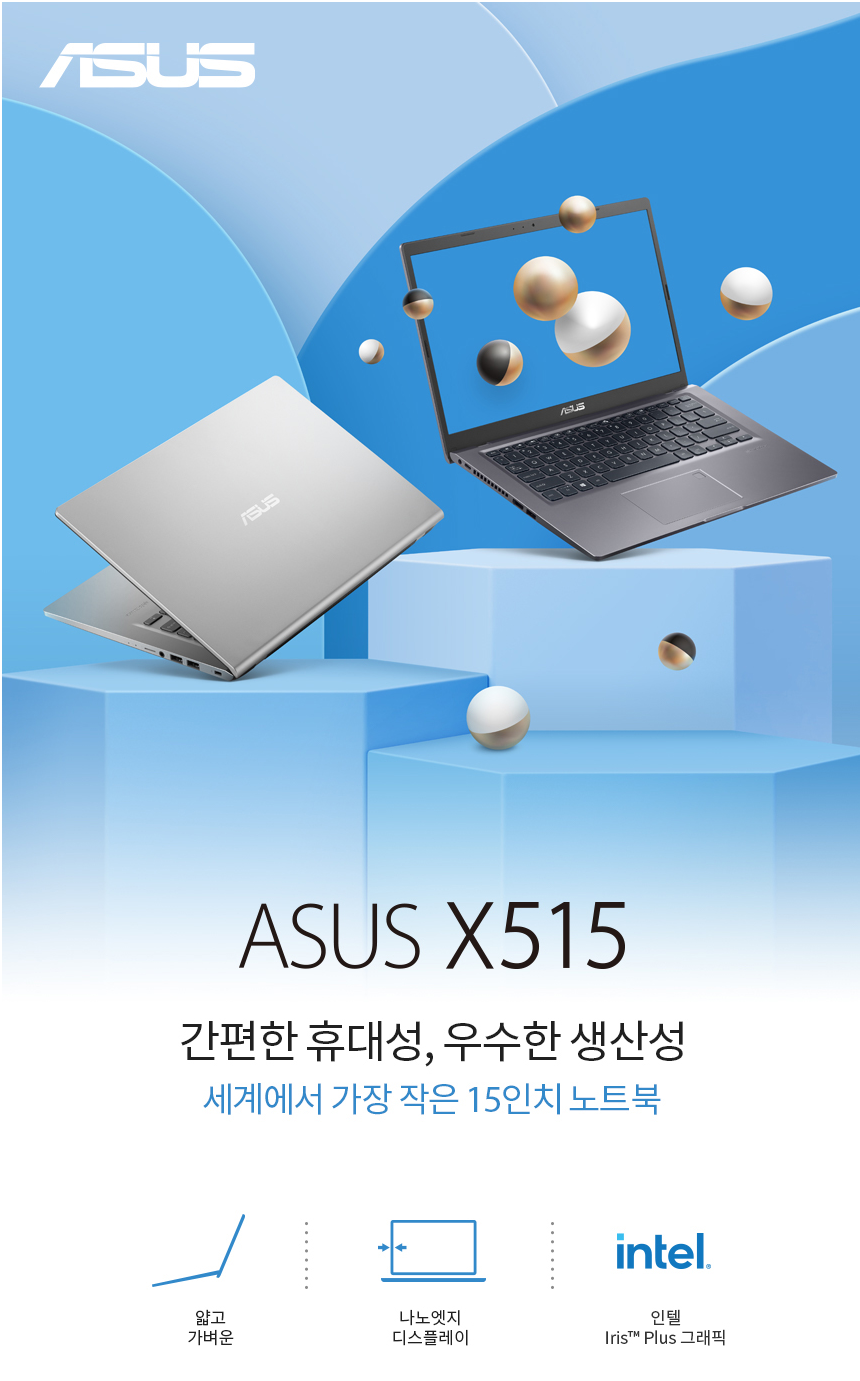 ASUS
ASUS
ASUS
ASUS X515
간편한 휴대성, 우수한 생산성
세계에서 가장 작은 15인치 노트북
얇고
가벼운
나노엣지
디스플레이
intel®
인텔
Iris™ Plus 그래픽